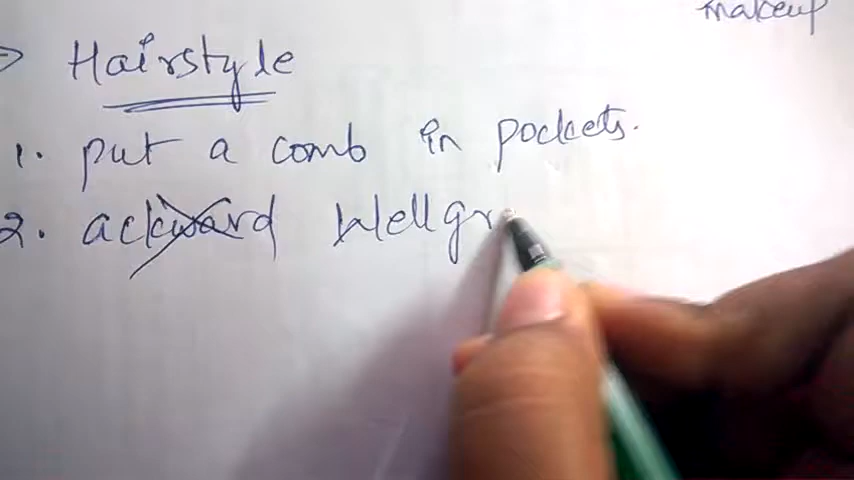 makeup
→ Hairstyle
1. put a comb in pockets.
2. ackward Wellgr